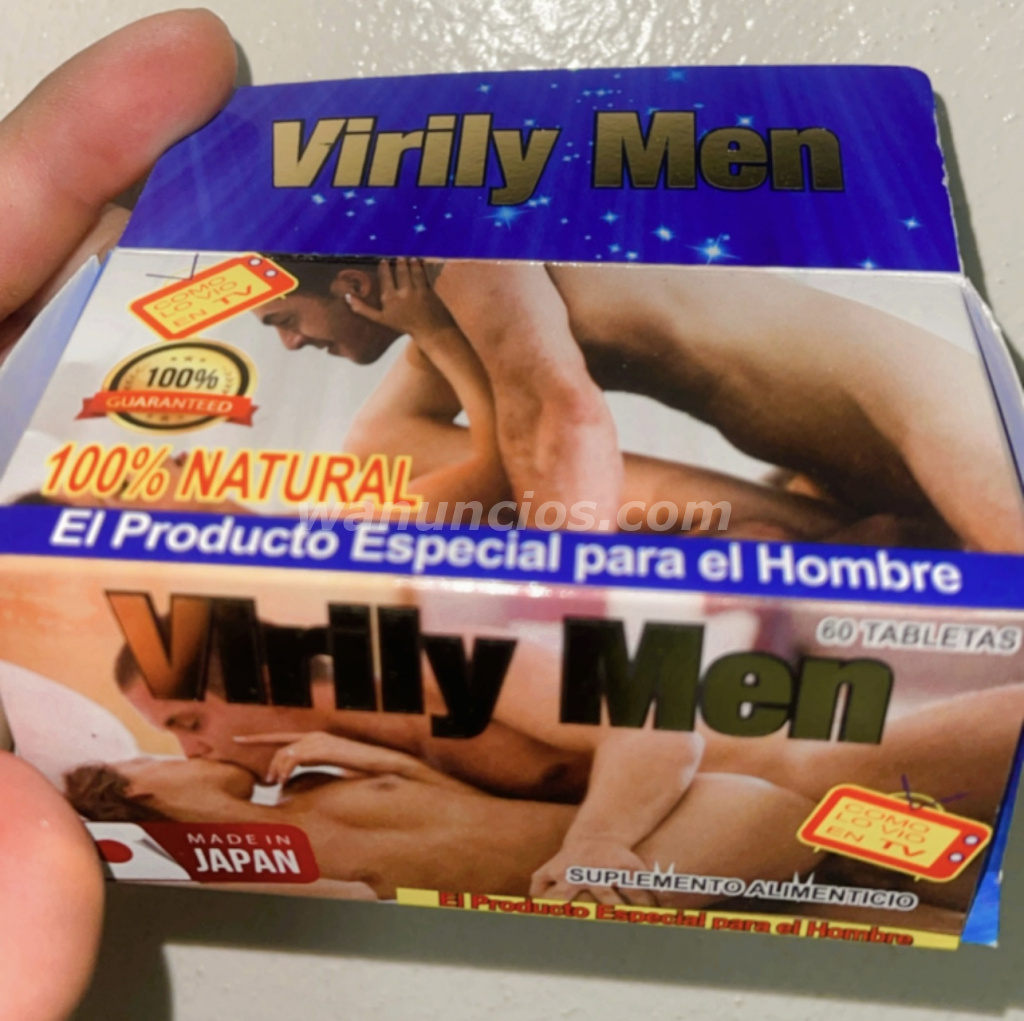 Virily Men
COMO
LO VIO
EN TV
100%
GUARANTEED
100% NATURAL
wanuncios.com
El Producto Especial para el Hombre
60 TABLETAS
VIrily Men
COMO
LO VIO
EN TV
MADE IN
JAPAN
SUPLEMENTO ALIMENTICIO
El Producto Especial para el Hombre